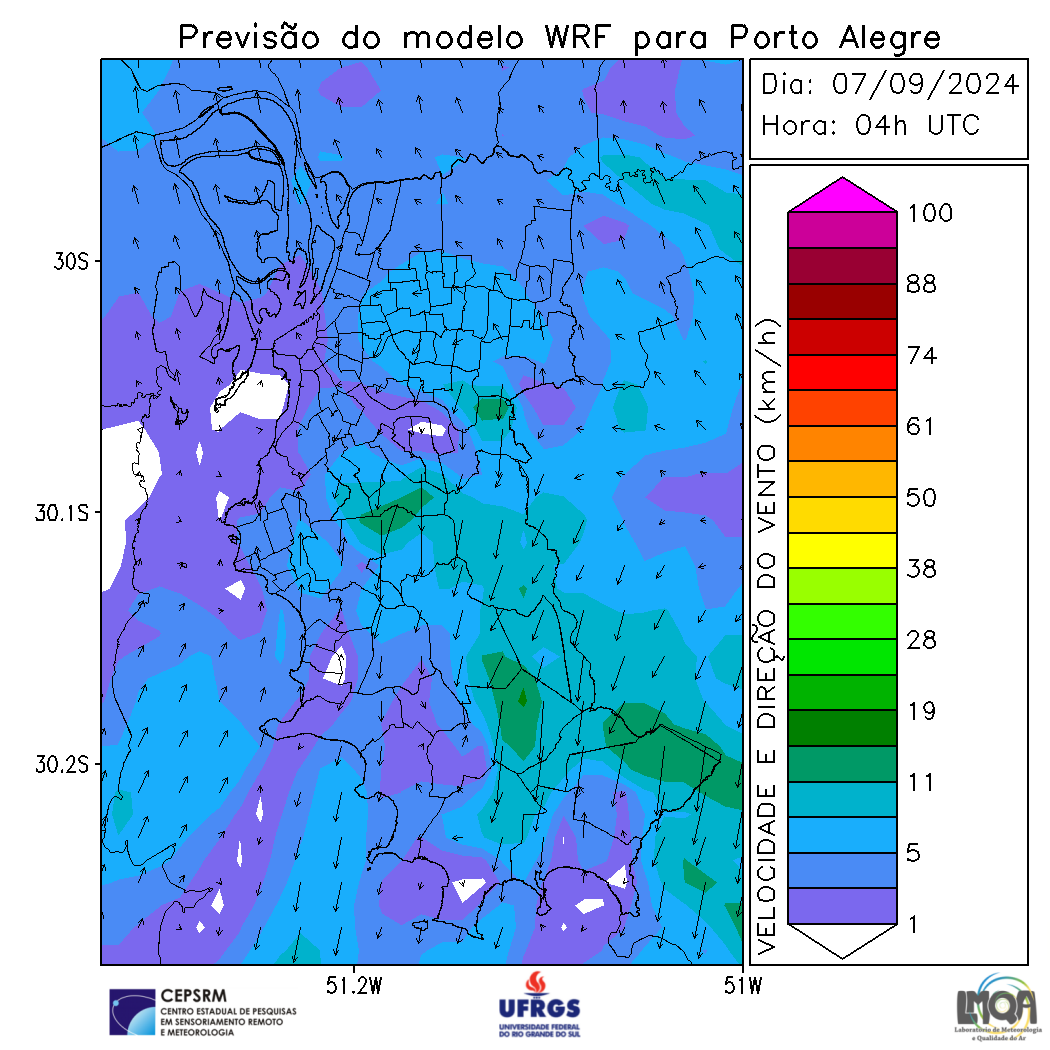 Previsão do modelo WRF para Porto Alegre
Dia: 07/09/2024
Hora: 04h UTC
30S
30.1S
30.2S
51.2W
51W
VELOCIDADE E DIREÇÃO DO VENTO (km/h)
100
88
74
61
50
38
28
19
11
5
1
CEPSRM
CENTRO ESTADUAL DE PESQUISAS
EM SENSORIAMENTO REMOTO
E METEOROLOGIA
UFRGS
UNIVERSIDADE FEDERAL
DO RIO GRANDE DO SUL
LMQA
Laboratório de Meteorologia
e Qualidade do Ar